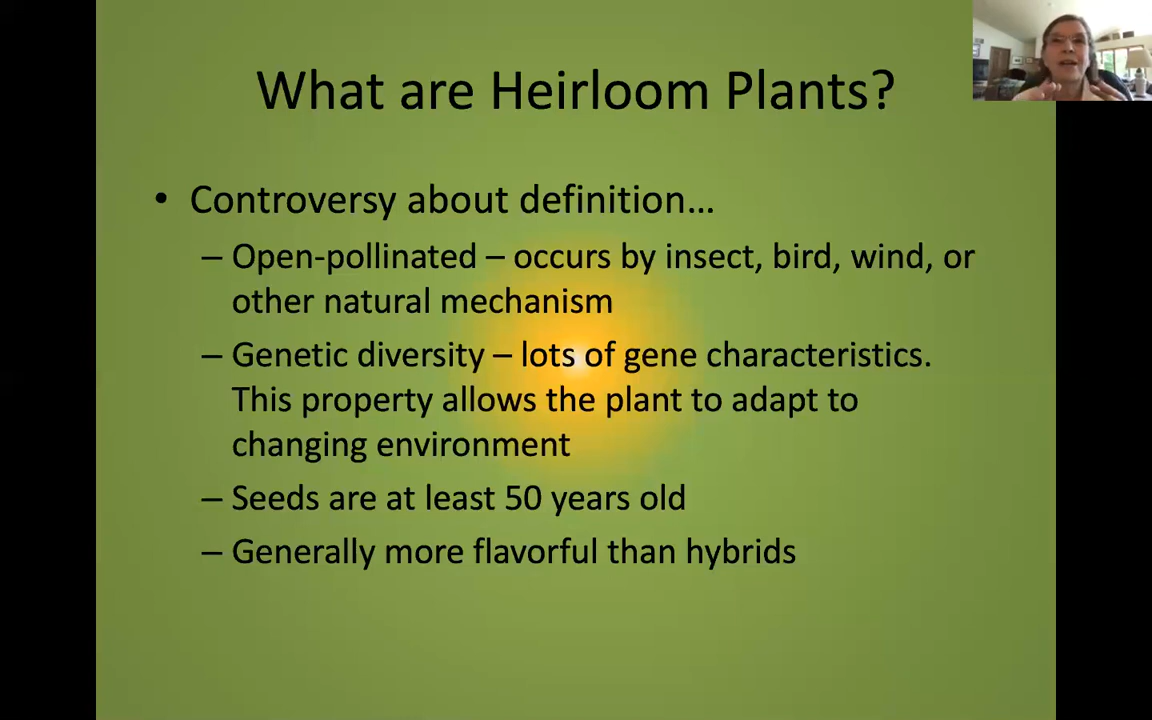 What are Heirloom Plants?
• Controversy about definition...
– Open-pollinated – occurs by insect, bird, wind, or
other natural mechanism
– Genetic diversity – lots of gene characteristics.
This property allows the plant to adapt to
changing environment
– Seeds are at least 50 years old
– Generally more flavorful than hybrids